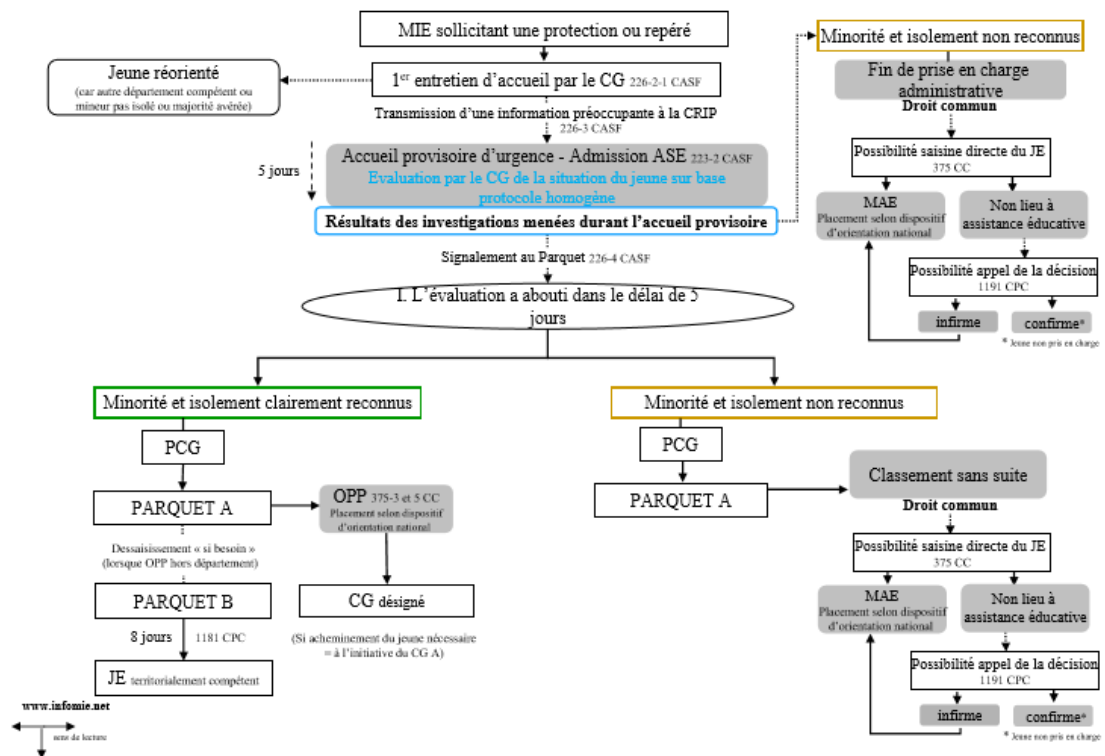 MIE sollicitant une protection ou repéré
1er entretien d'accueil par le CG 226-2-1 CASF
Jeune réorienté
(car autre département compétent ou
mineur pas isolé ou majorité avérée)
Transmission d'une information préoccupante à la CRIP
226-3 CASF
5 jours
Accueil provisoire d'urgence - Admission ASE 223-2 CASF
Evaluation par le CG de la situation du jeune sur base
protocole homogène
Résultats des investigations menées durant l'accueil provisoire
Signalement au Parquet 226-4 CASF
I. L'évaluation a abouti dans le délai de 5
jours
Minorité et isolement non reconnus
Fin de prise en charge
administrative
Droit commun
Possibilité saisine directe du JE
375 CC
MAE
Placement selon dispositif
d'orientation national
Non lieu à
assistance éducative
Possibilité appel de la décision
1191 CPC
infirme
confirme*
* Jeune non pris en charge
Minorité et isolement clairement reconnus
PCG
PARQUET A
OPP 375-3 et 5 CC
Placement selon dispositif
d'orientation national
Dessaisissement « si besoin »
(lorsque OPP hors département)
PARQUET B
CG désigné
8 jours 1181 CPC
(Si acheminement du jeune nécessaire
= à l'initiative du CG A)
JE territorialement compétent
Minorité et isolement non reconnus
PCG
PARQUET A
Classement sans suite
Droit commun
Possibilité saisine directe du JE
375 CC
MAE
Placement selon dispositif
d'orientation national
Non lieu à
assistance éducative
Possibilité appel de la décision
1191 CPC
infirme
confirme*
* Jeune non pris en charge
www.infomie.net
sens de lecture